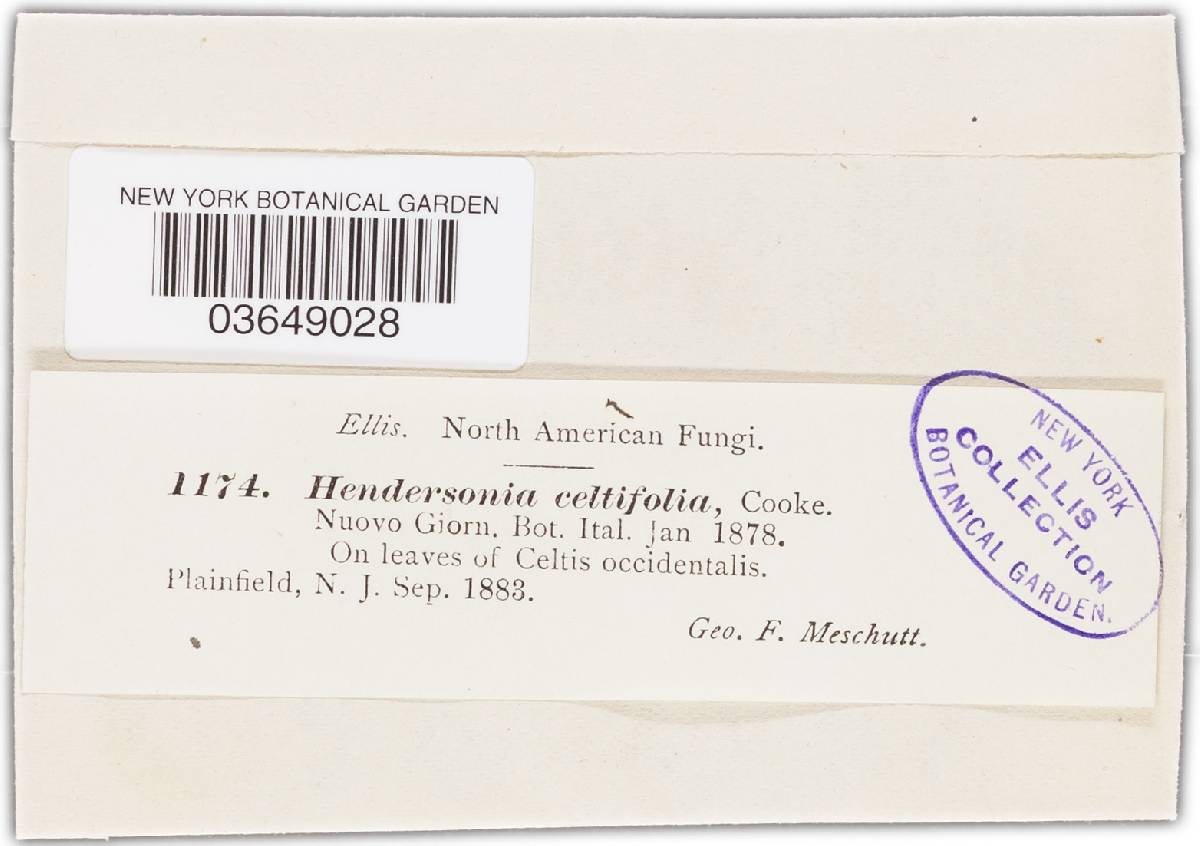 NEW YORK BOTANICAL GARDEN
03649028
Ellis. North American Fungi.
1174. Hendersonia celtifolia, Cooke.
Nuovo Giorn. Bot. Ital. Jan 1878.
On leaves of Celtis occidentalis.
Plainfield, N. J. Sep. 1883.
Geo. F. Meschutt.
NEW YORK
ELLIS
COLLECTION
BOTANICAL GARDEN.